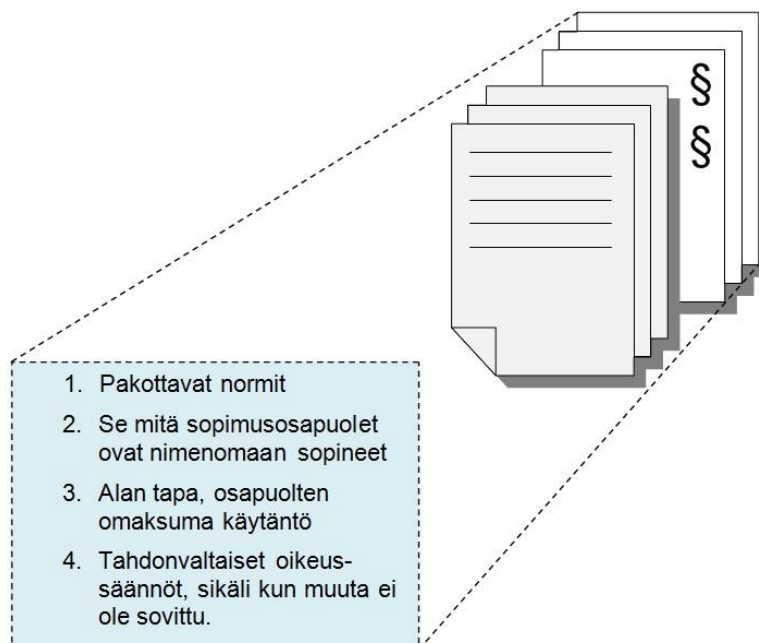 §
§
1. Pakottavat normit
2. Se mitä sopimusosapuolet
ovat nimenomaan sopineet
3. Alan tapa, osapuolten
omaksuma käytäntö
4. Tahdonvaltaiset oikeus-
säännöt, sikäli kun muuta ei
ole sovittu.